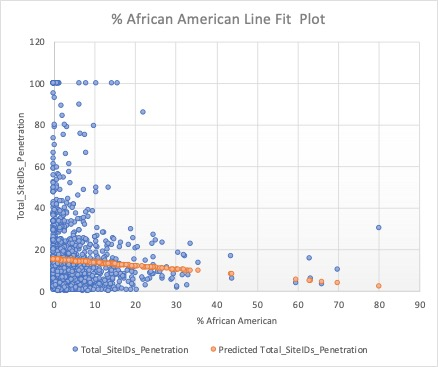 % African American Line Fit  Plot
120
100
80
60
40
20
0
Total_SiteIDs_Penetration
0 10 20 30 40 50 60 70 80 90
% African American
Total_SiteIDs_Penetration Predicted Total_SiteIDs_Penetration